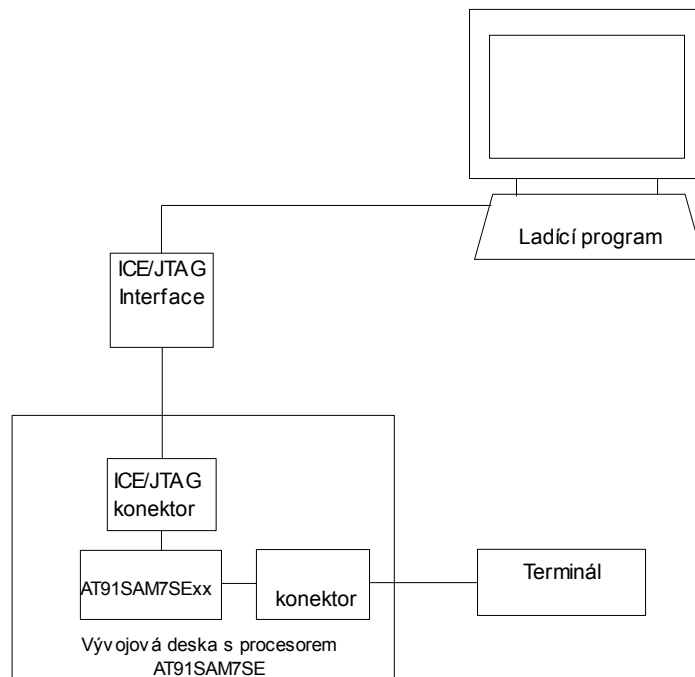 Ladící program
ICE/JTAG
Interface
ICE/JTAG
konektor
AT91SAM7SExx
konektor
Terminál
Vývojová deska s procesorem
AT91SAM7SE